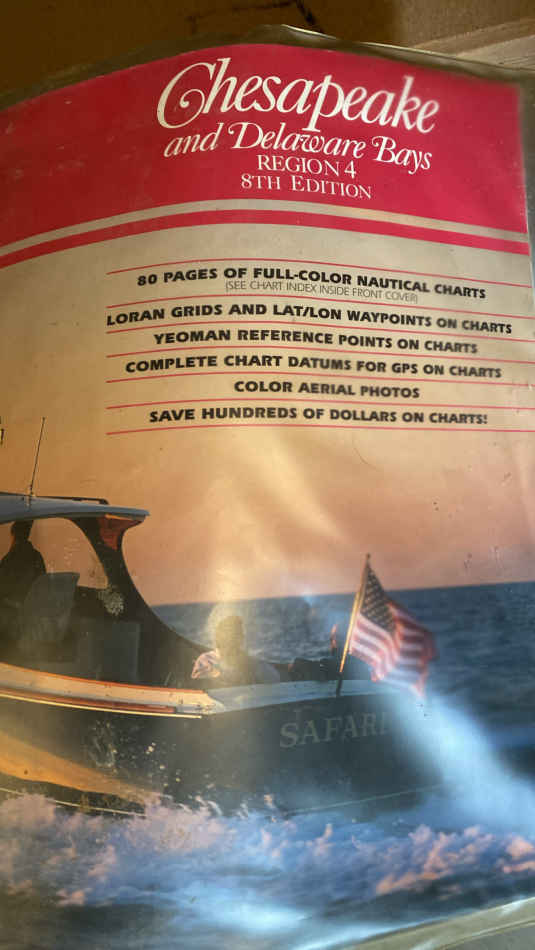 Chesapeake
and Delaware Bays
REGION 4
8TH EDITION
80 PAGES OF FULL-COLOR NAUTICAL CHARTS
(SEE CHART INDEX INSIDE FRONT COVER)
LORAN GRIDS AND LAT/LON WAYPOINTS ON CHARTS
YEOMAN REFERENCE POINTS ON CHARTS
COMPLETE CHART DATUMS FOR GPS ON CHARTS
COLOR AERIAL PHOTOS
SAVE HUNDREDS OF DOLLARS ON CHARTS!
SAFARI